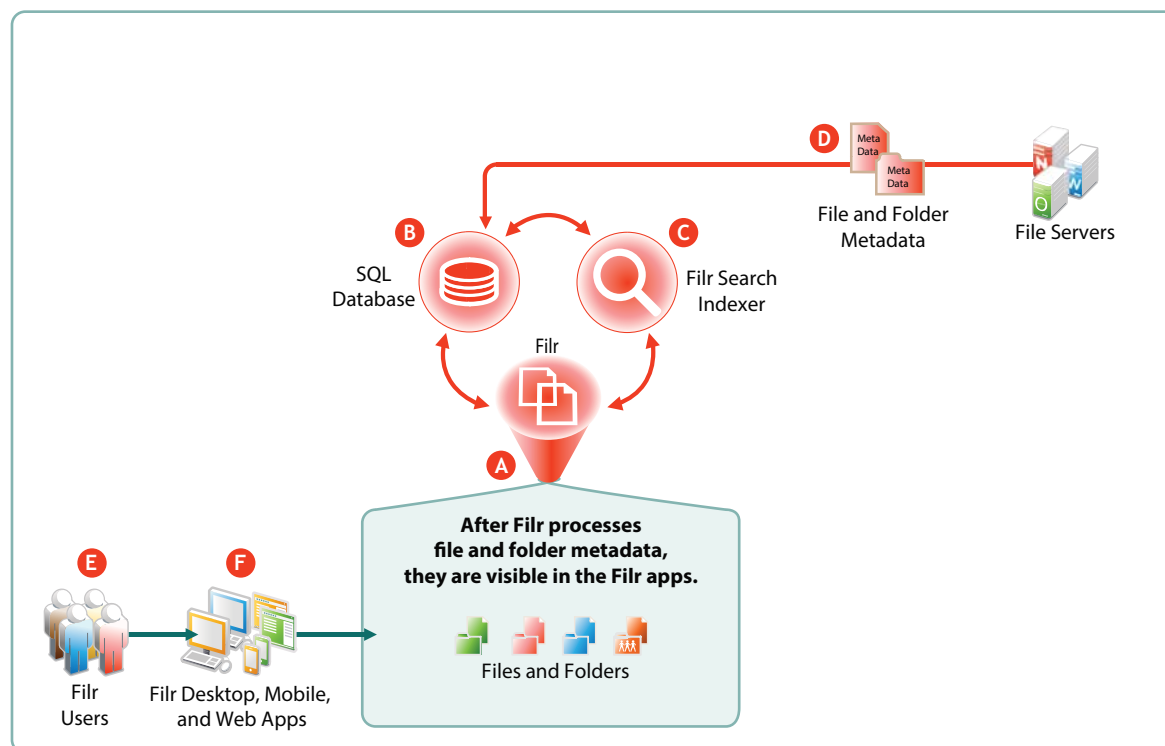 D
Meta
Data
Meta
Data
N
W
O
File and Folder
Metadata
File Servers
B
C
SQL
Database
Filr Search
Indexer
Filr
A
After Filr processes
file and folder metadata,
they are visible in the Filr apps.
E
F
Files and Folders
Filr
Users
Filr Desktop, Mobile,
and Web Apps